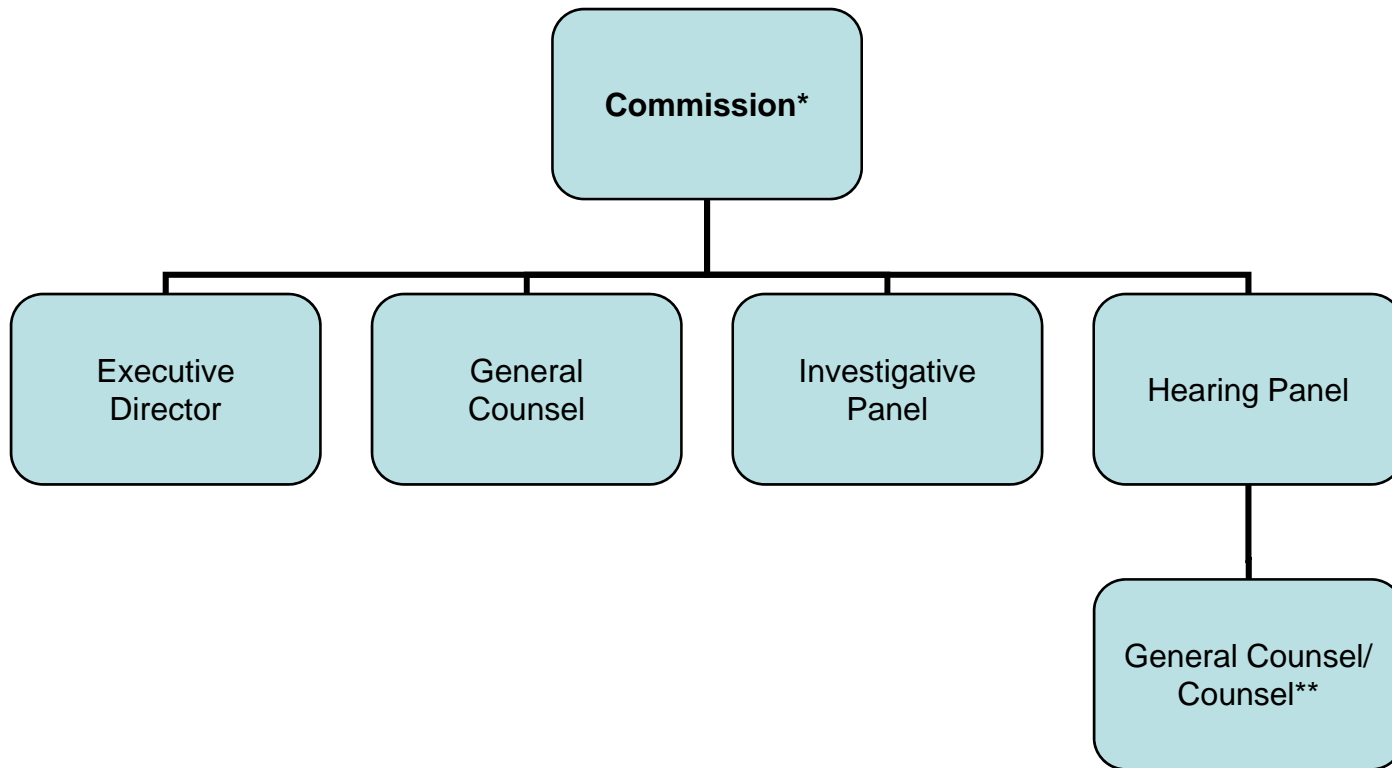 Commission*
Executive
Director
General
Counsel
Investigative
Panel
Hearing Panel
General Counsel/
Counsel**